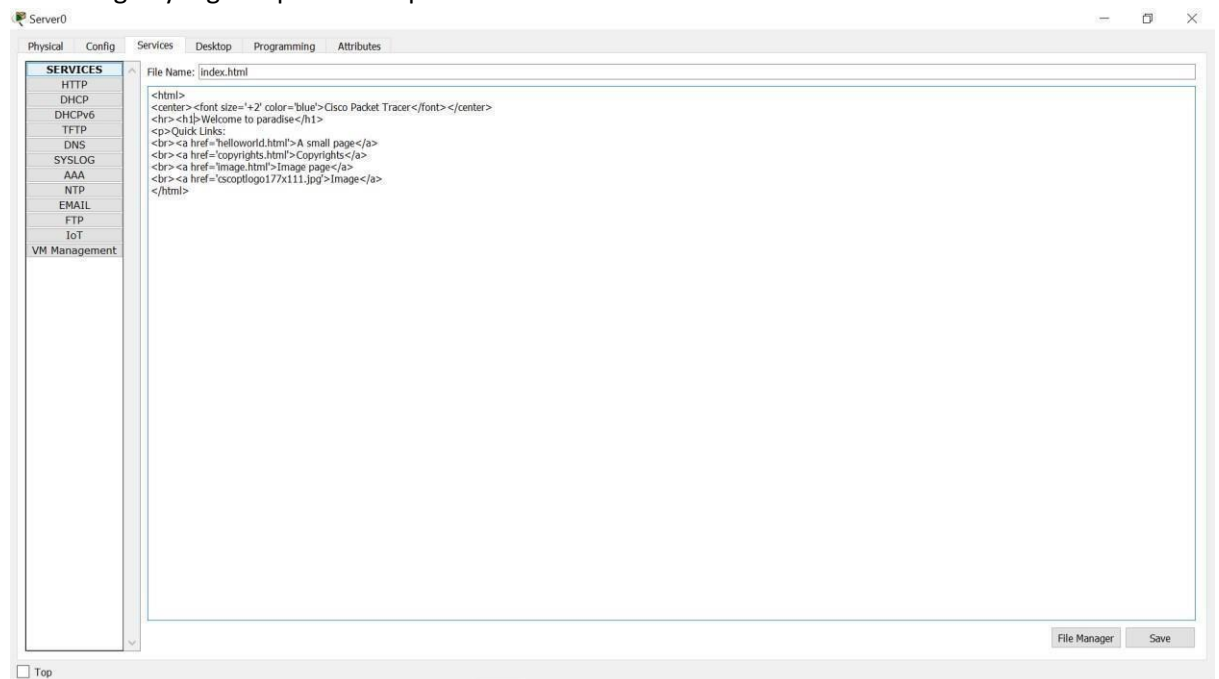 Server0
Physical Config Services Desktop Programming Attributes
SERVICES
HTTP
DHCP
DHCPv6
TFTP
DNS
SYSLOG
AAA
NTP
EMAIL
FTP
IoT
VM Management
File Name: index.html
<html>
<center><font size='+2' color='blue'>Cisco Packet Tracer</font></center>
<hr><h1>Welcome to paradise</h1>
<p>Quick Links:
<br><a href='helloworld.html'>A small page</a>
<br><a href='copyrights.html'>Copyrights</a>
<br><a href='image.html'>Image page</a>
<br><a href='cscoptlogo177x111.jpg'>Image</a>
</html>
File Manager Save
Top